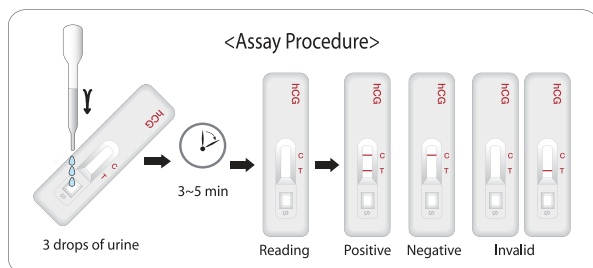 <Assay Procedure>
hCG
C
T
S
3 drops of urine
3~5 min
hCG
C
T
S
Reading
hCG
C
T
S
Positive
hCG
C
T
S
Negative
hCG
C
T
S
hCG
C
T
S
Invalid